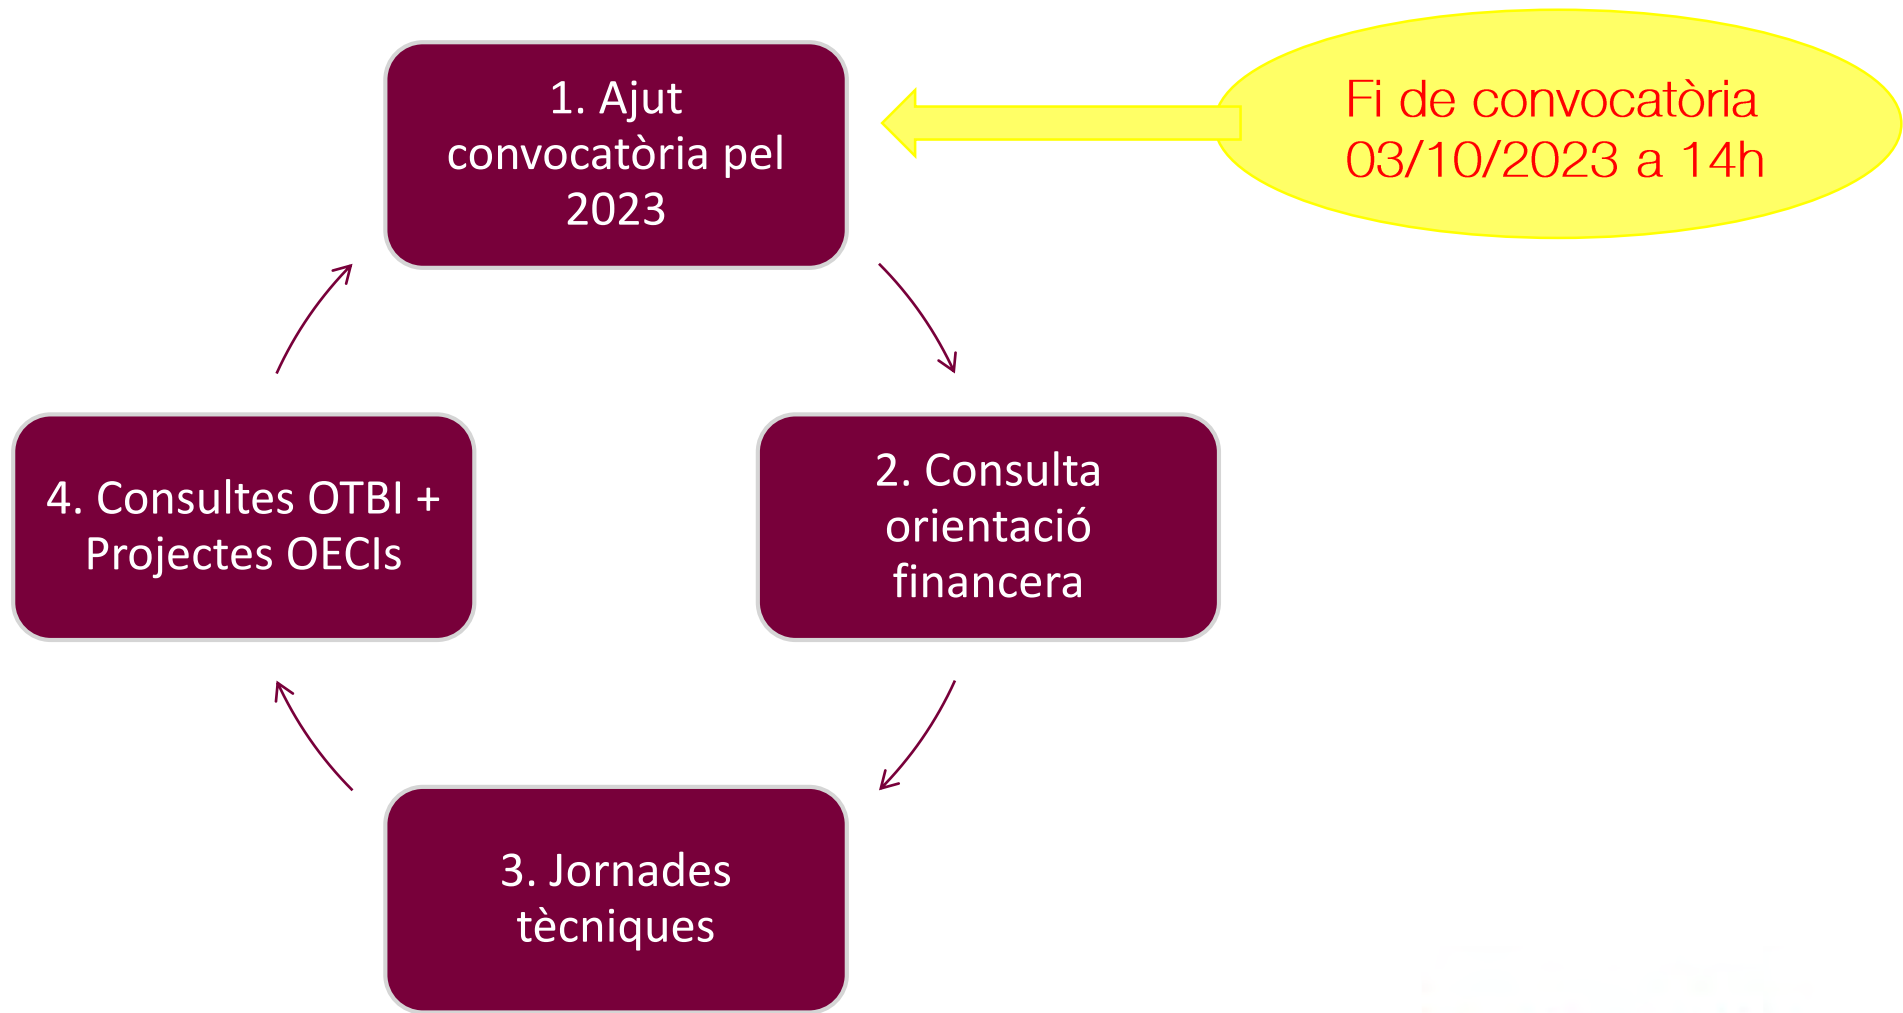 1. Ajut
convocatòria pel
2023
Fi de convocatòria
03/10/2023 a 14h
2. Consulta
orientació
financera
3. Jornades
tècniques
4. Consultes OTBI +
Projectes OECIs